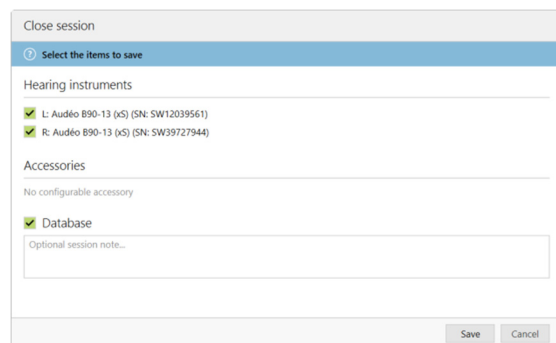 Close session
Select the items to save
Hearing instruments
L: Audéo B90-13 (xS) (SN: SW12039561)
R: Audéo B90-13 (xS) (SN: SW39727944)
Accessories
No configurable accessory
Database
Optional session note...
Save Cancel